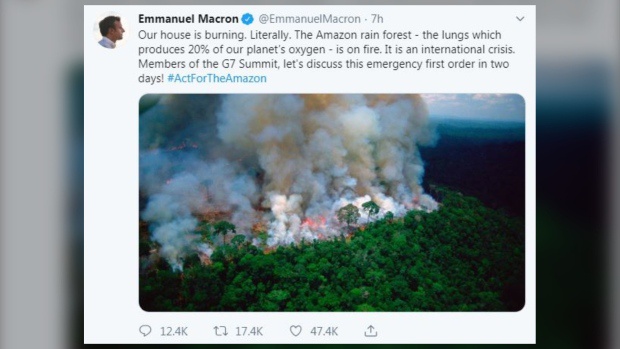 Emmanuel Macron @EmmanuelMacron · 7h
Our house is burning. Literally. The Amazon rain forest - the lungs which
produces 20% of our planet's oxygen - is on fire. It is an international crisis.
Members of the G7 Summit, let's discuss this emergency first order in two
days! #ActForTheAmazon
12.4K 17.4K 47.4K